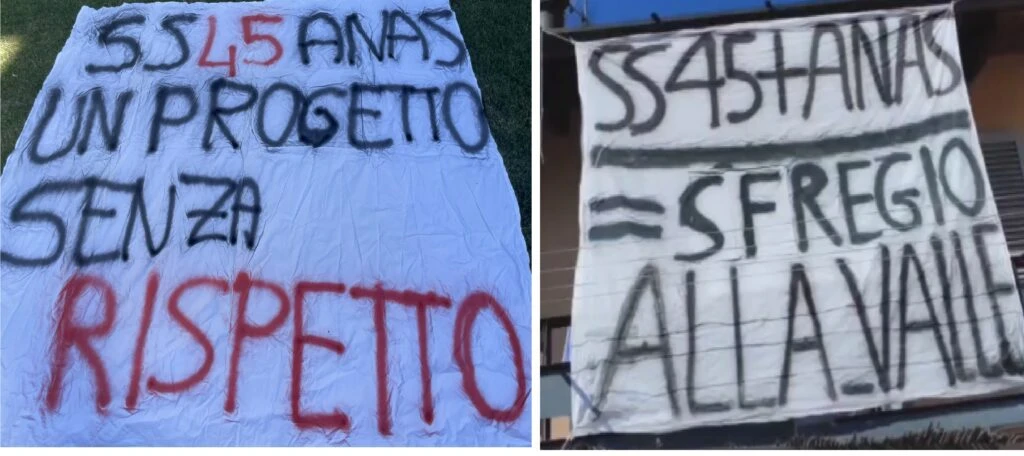 SS45 ANAS
UN PROGETTO
SENZA
RISPETTO
SS45+ANAS
= SFREGIO
ALLA VALLE